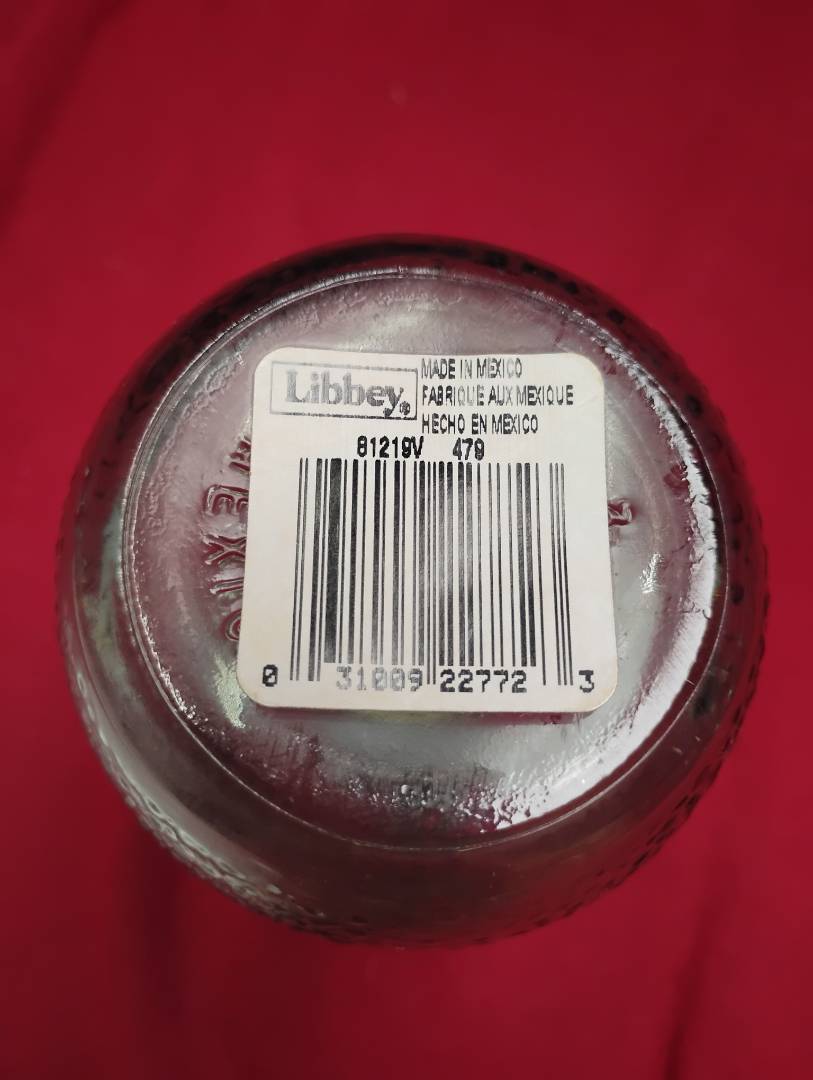 Libbey®
MADE IN MEXICO
FABRIQUE AUX MEXIQUE
HECHO EN MEXICO
81219V 479
0 31009 22772 3